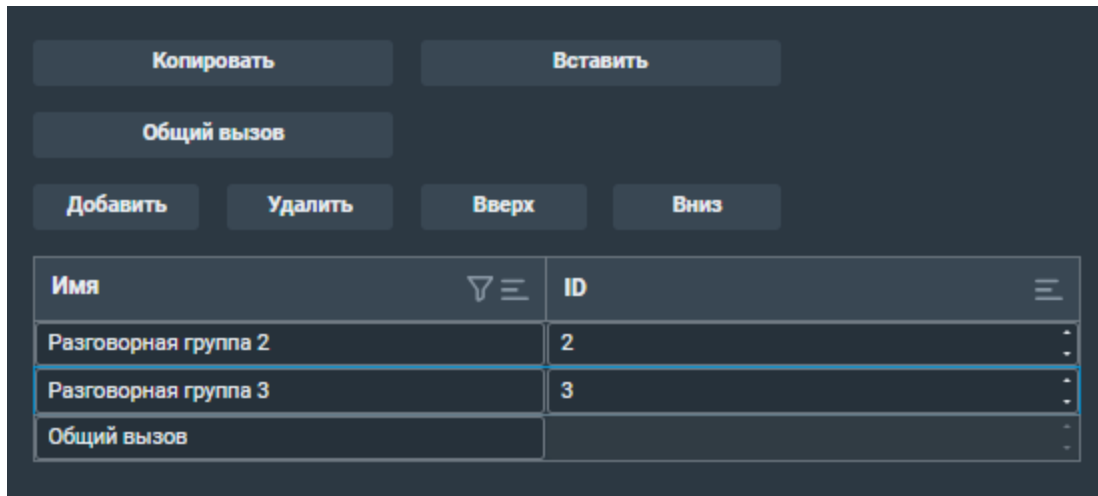 Копировать Вставить
Общий вызов
Добавить Удалить Вверх Вниз
Имя ID
Разговорная группа 2 2
Разговорная группа 3 3
Общий вызов